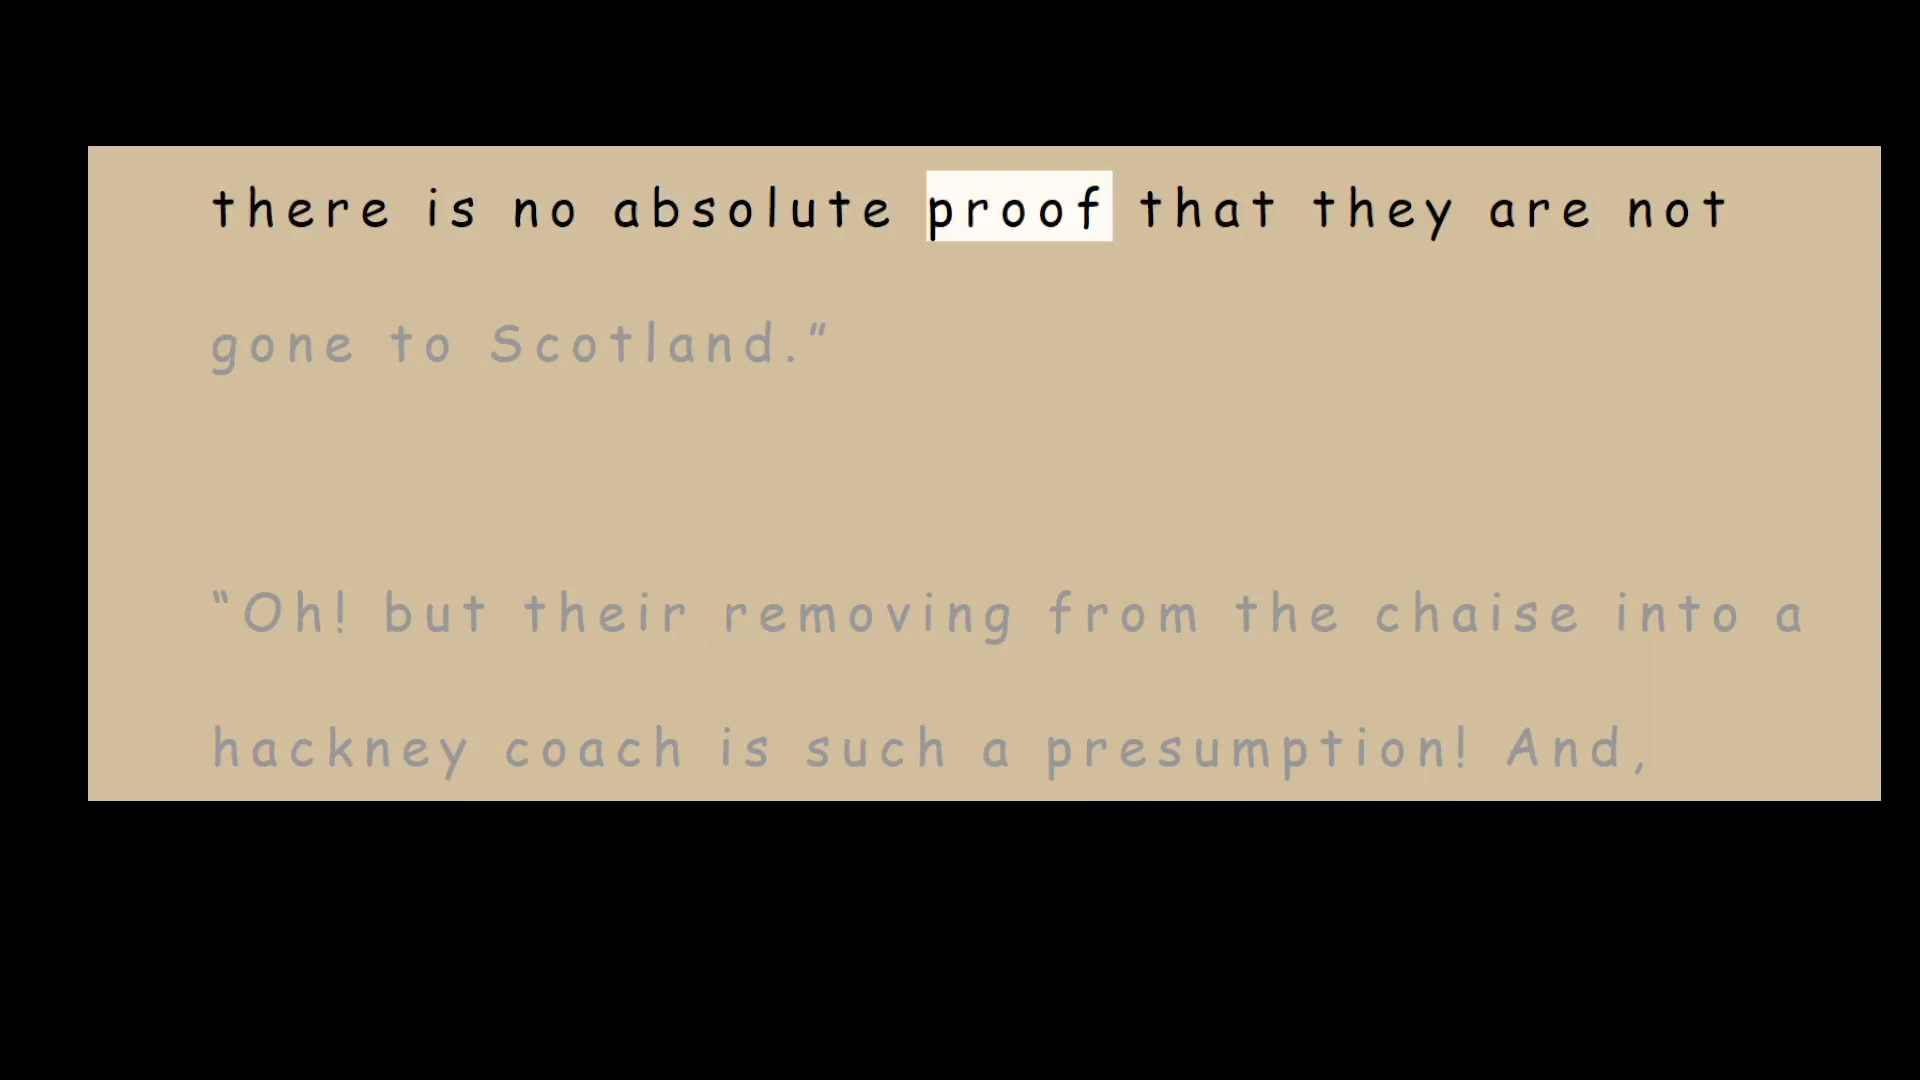 there is no absolute proof that they are not
gone to Scotland.”
“Oh! but their removing from the chaise into a
hackney coach is such a presumption! And,